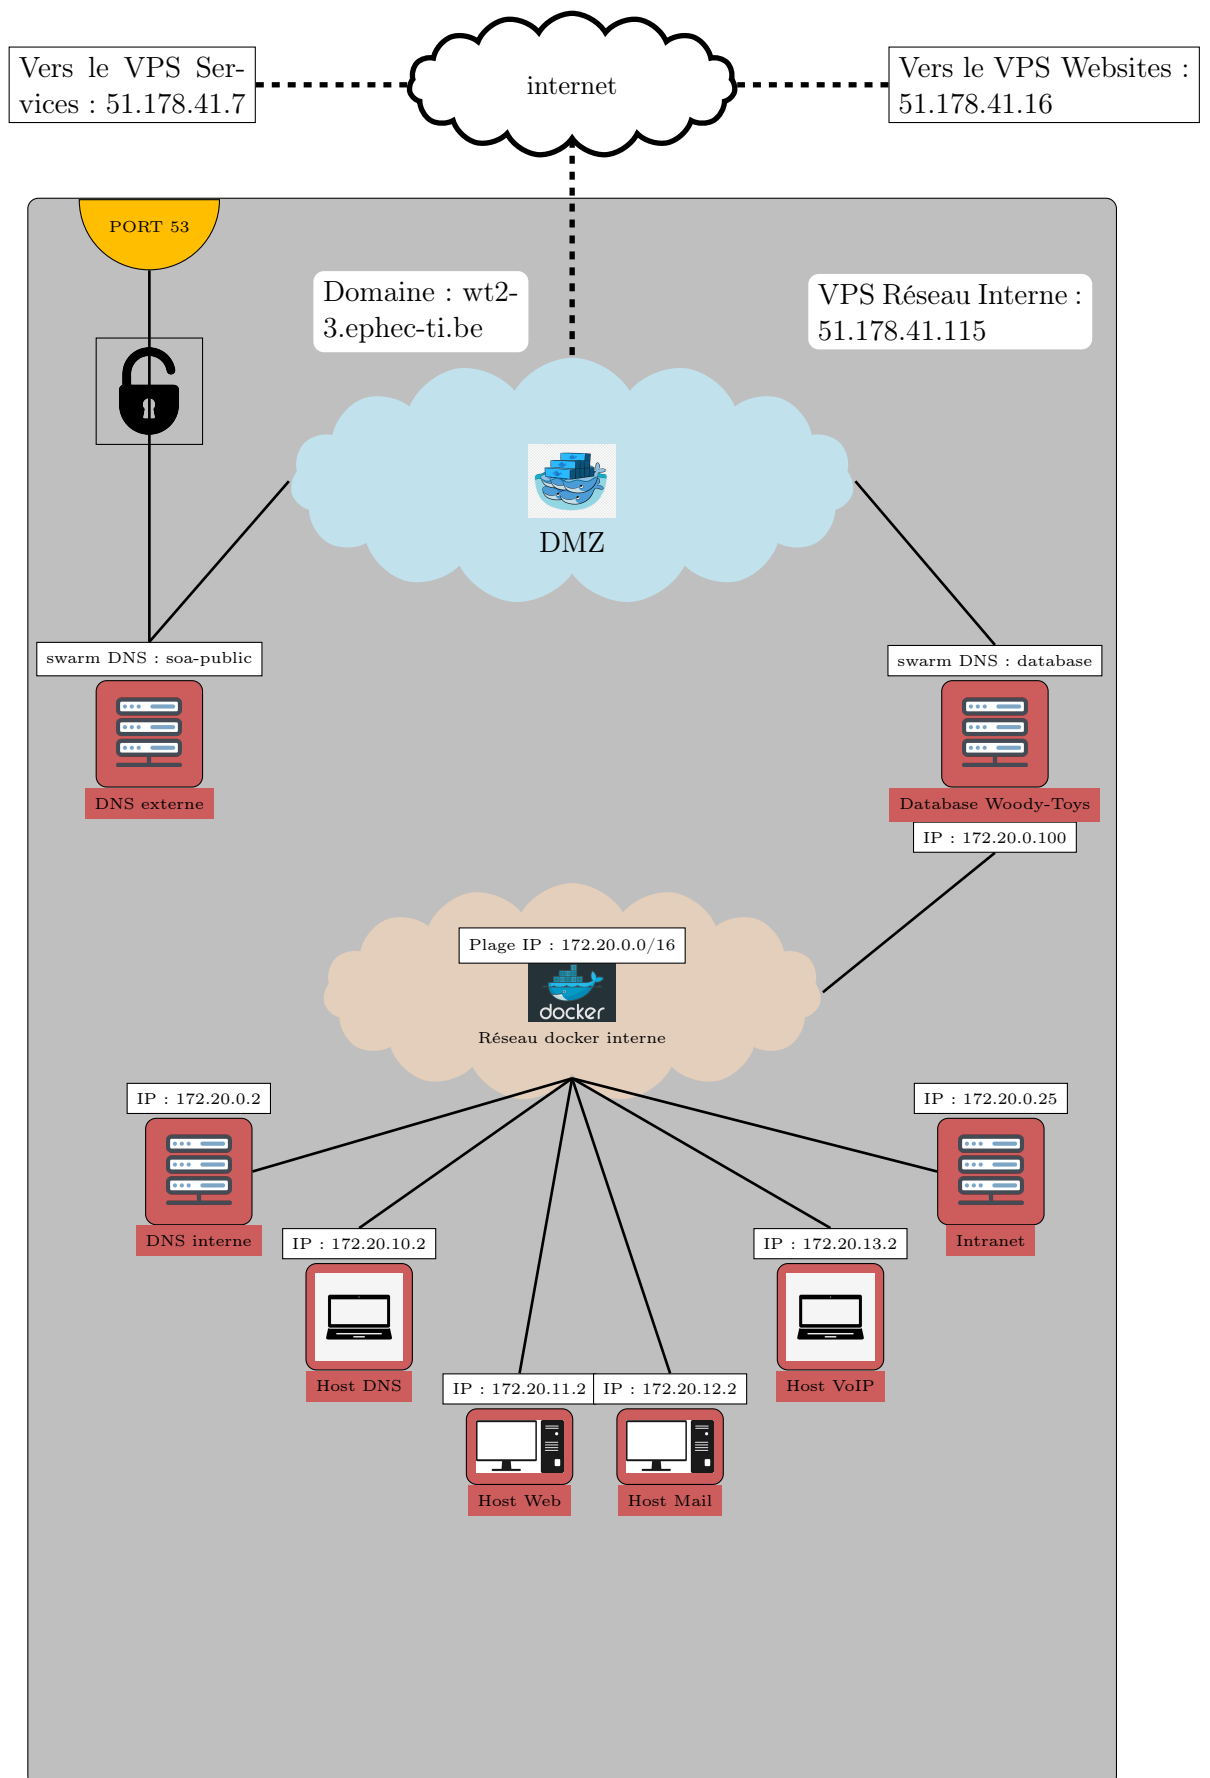 Vers le VPS Ser-
vices : 51.178.41.7
internet
Vers le VPS Websites :
51.178.41.16
PORT 53
Domaine : wt2-
3.ephec-ti.be
VPS Réseau Interne :
51.178.41.115
DMZ
swarm DNS : soa-public
swarm DNS : database
DNS externe
Database Woody-Toys
IP : 172.20.0.100
Plage IP : 172.20.0.0/16
docker
Réseau docker interne
IP : 172.20.0.2
IP : 172.20.0.25
DNS interne
Intranet
IP : 172.20.10.2
IP : 172.20.13.2
Host DNS
Host VoIP
IP : 172.20.11.2
IP : 172.20.12.2
Host Web
Host Mail